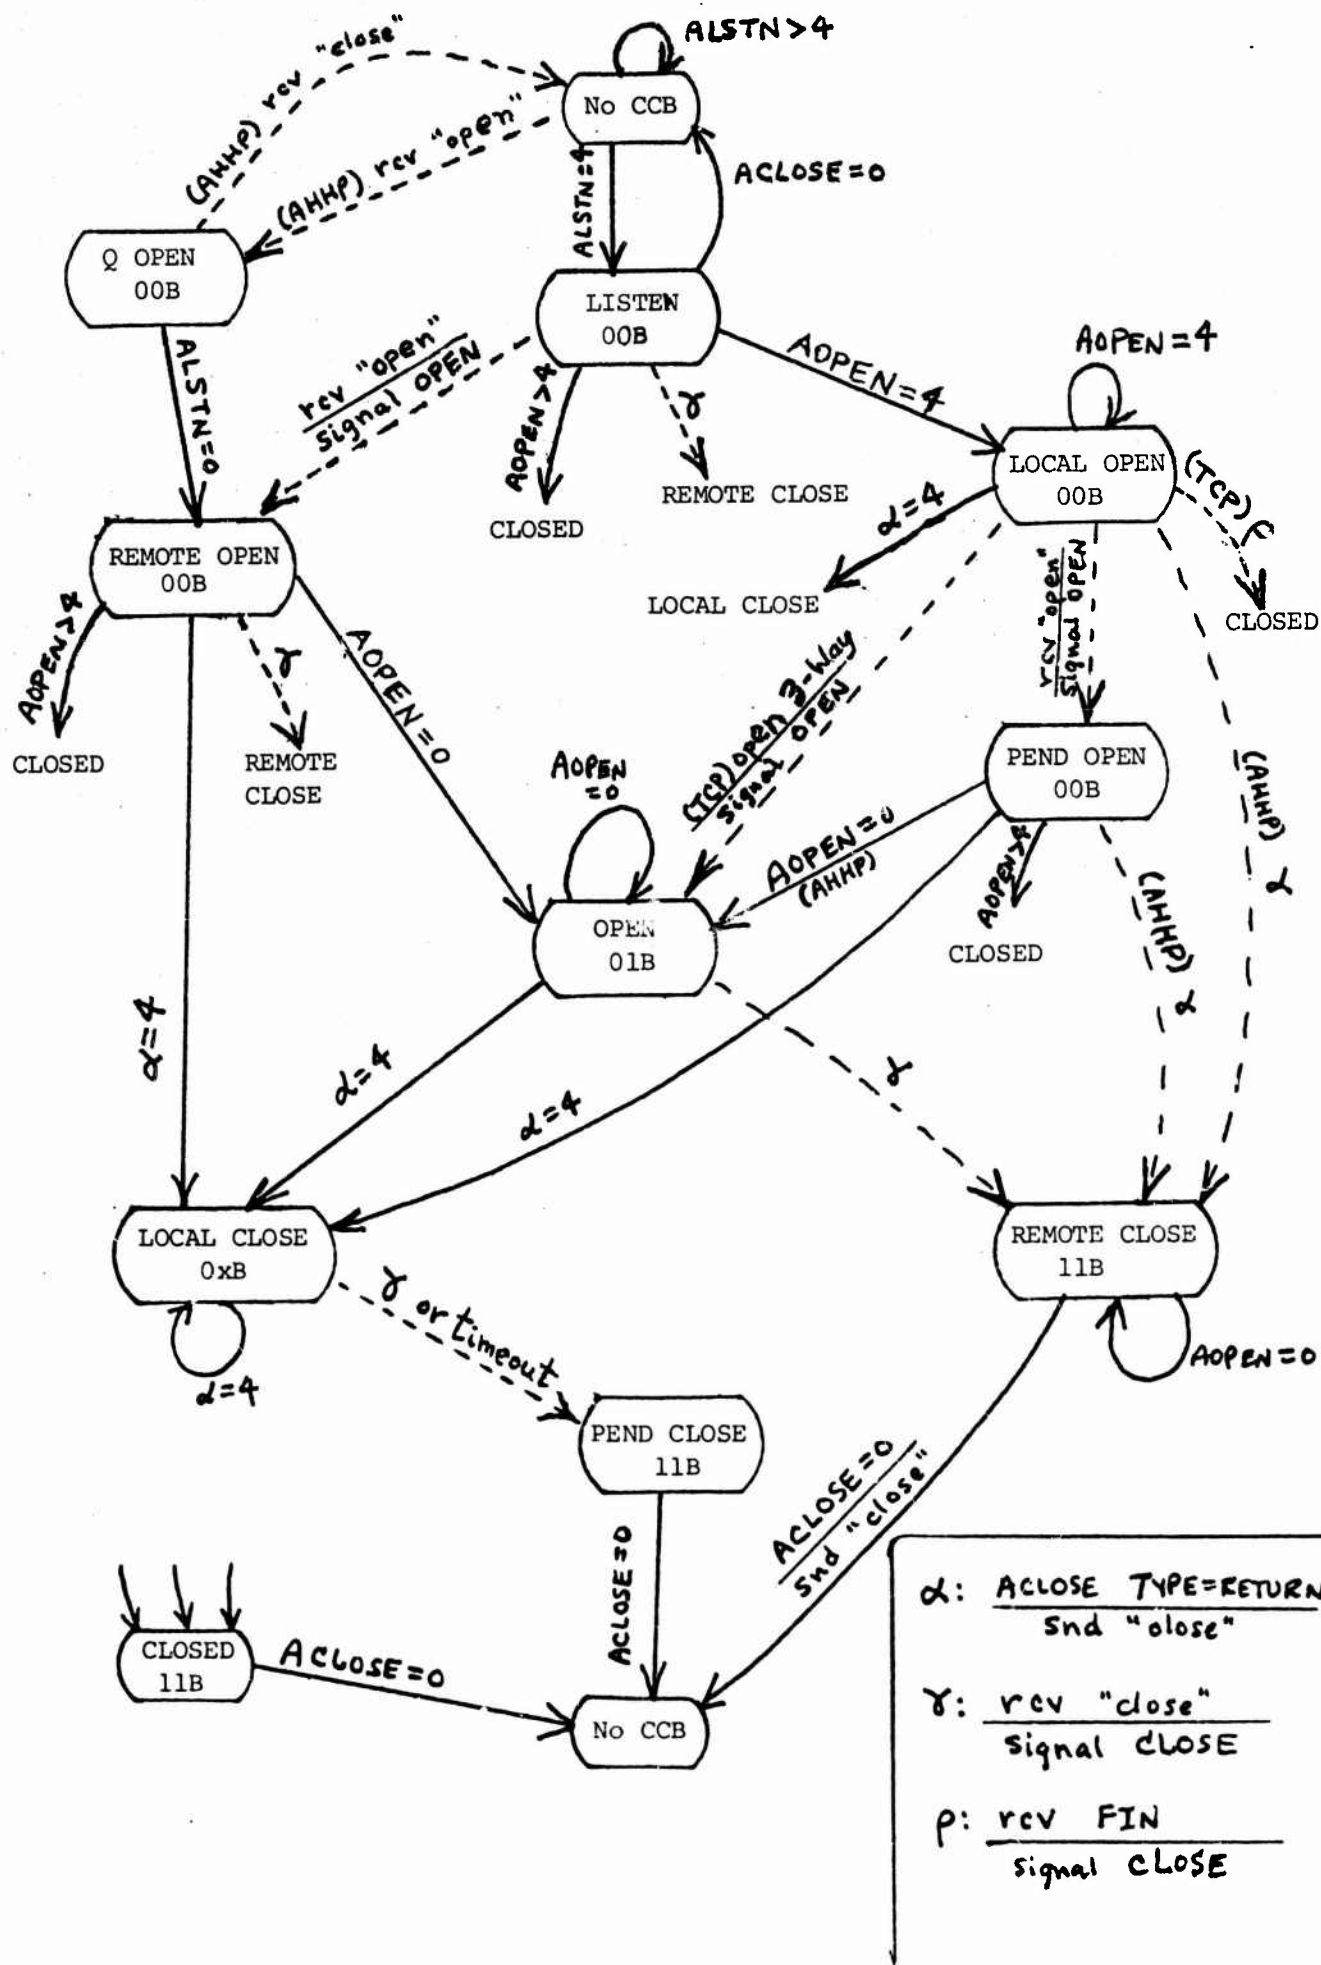 ALSTN>4
(AHHP) rcv "close"
No CCB
(AHHP) rcv "open"
ALSTN=4
ACLOSE=0
Q OPEN
00B
LISTEN
00B
AOPEN=4
ALSTN=0
rcv "open"
signal OPEN
AOPEN>4
γ
AOPEN=4
LOCAL OPEN
00B
(TCP) ρ
REMOTE CLOSE
CLOSED
α=4
REMOTE OPEN
00B
LOCAL CLOSE
rcv "open"
signal OPEN
CLOSED
AOPEN>4
γ
AOPEN=0
(TCP) open 3-Way
signal OPEN
(AHHP) γ
CLOSED
REMOTE
CLOSE
AOPEN
=0
PEND OPEN
00B
AOPEN=0
(AHHP)
AOPEN>4
(AHHP) γ
CLOSED
OPEN
01B
α=4
α=4
α=4
γ
LOCAL CLOSE
0xB
REMOTE CLOSE
11B
γ or timeout
α=4
AOPEN=0
PEND CLOSE
11B
ACLOSE=0
Snd "close"
ACLOSE=0
CLOSED
11B
ACLOSE=0
No CCB
α: ACLOSE TYPE=RETURN
Snd "close"
γ: rcv "close"
signal CLOSE
ρ: rcv FIN
signal CLOSE